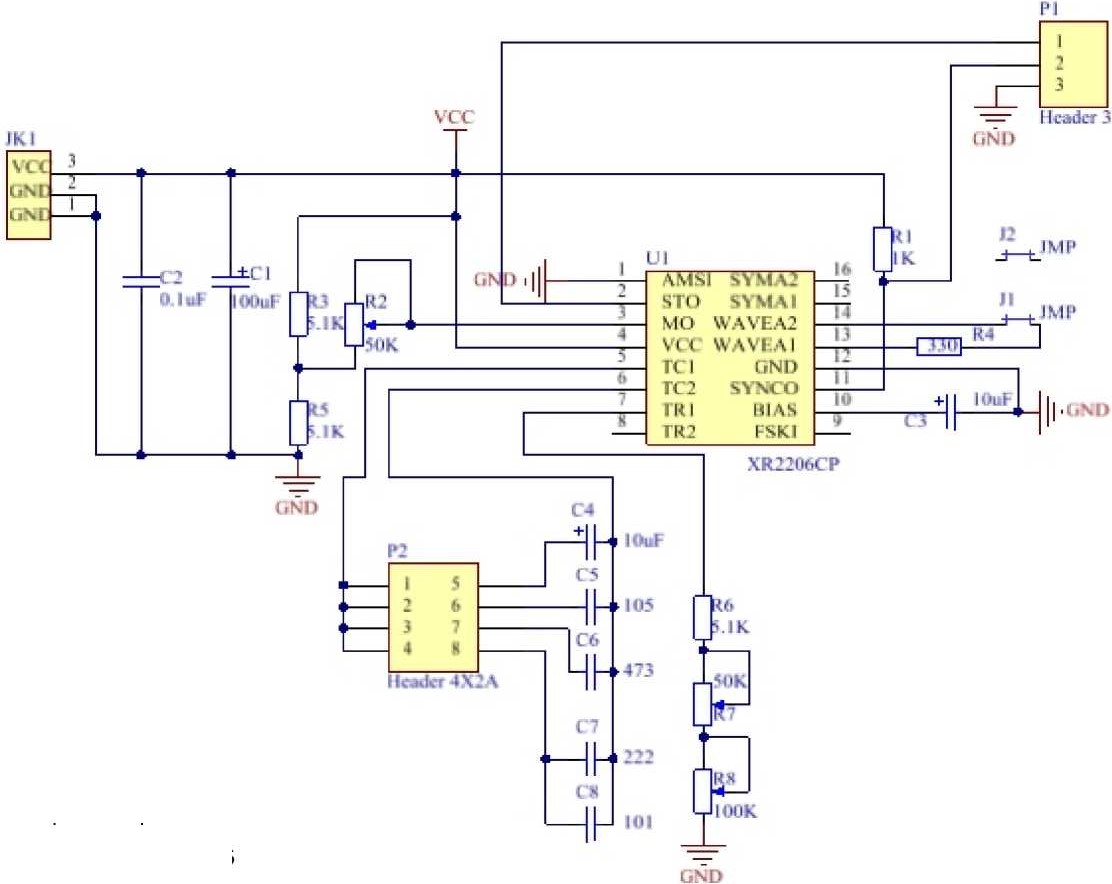 P1
1
2
3
Header 3
GND
VCC
JK1
VCC 3
GND 2
GND 1
C2
0.1uF
C1
100uF
R3
5.1K
R2
50K
R5
5.1K
GND
GND
U1
1 AMSI SYMA2 16
2 STO SYMA1 15
3 MO WAVEA2 14
4 VCC WAVEA1 13
5 TC1 GND 12
6 TC2 SYNCO 11
7 TR1 BIAS 10
8 TR2 FSKI 9
XR2206CP
R1
1K
J2
JMP
J1
JMP
330
R4
C3
10uF
GND
P2
1 5
2 6
3 7
4 8
Header 4X2A
C4
10uF
C5
105
C6
473
C7
222
C8
101
R6
5.1K
50K
R7
R8
100K
GND